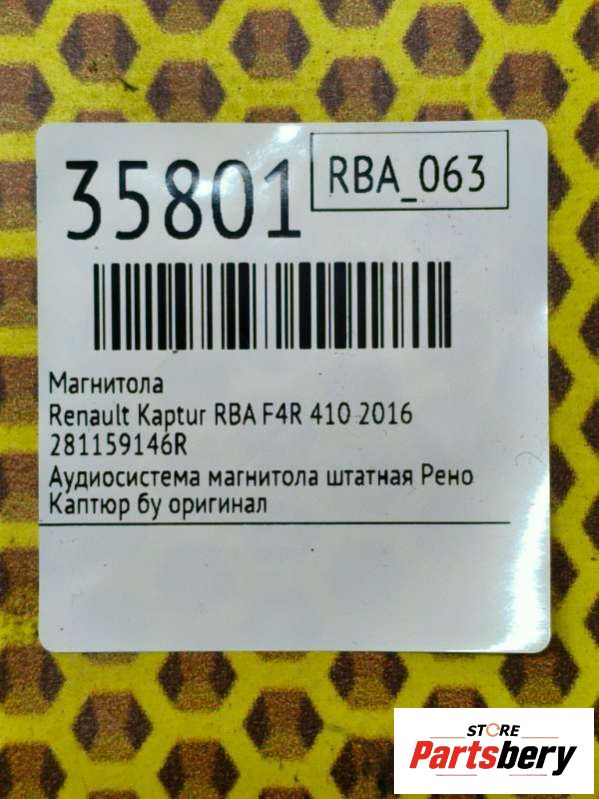 35801
RBA_063
Магнитола
Renault Kaptur RBA F4R 410 2016
281159146R
Аудиосистема магнитола штатная Рено
Каптюр бу оригинал
STORE
Partsbery